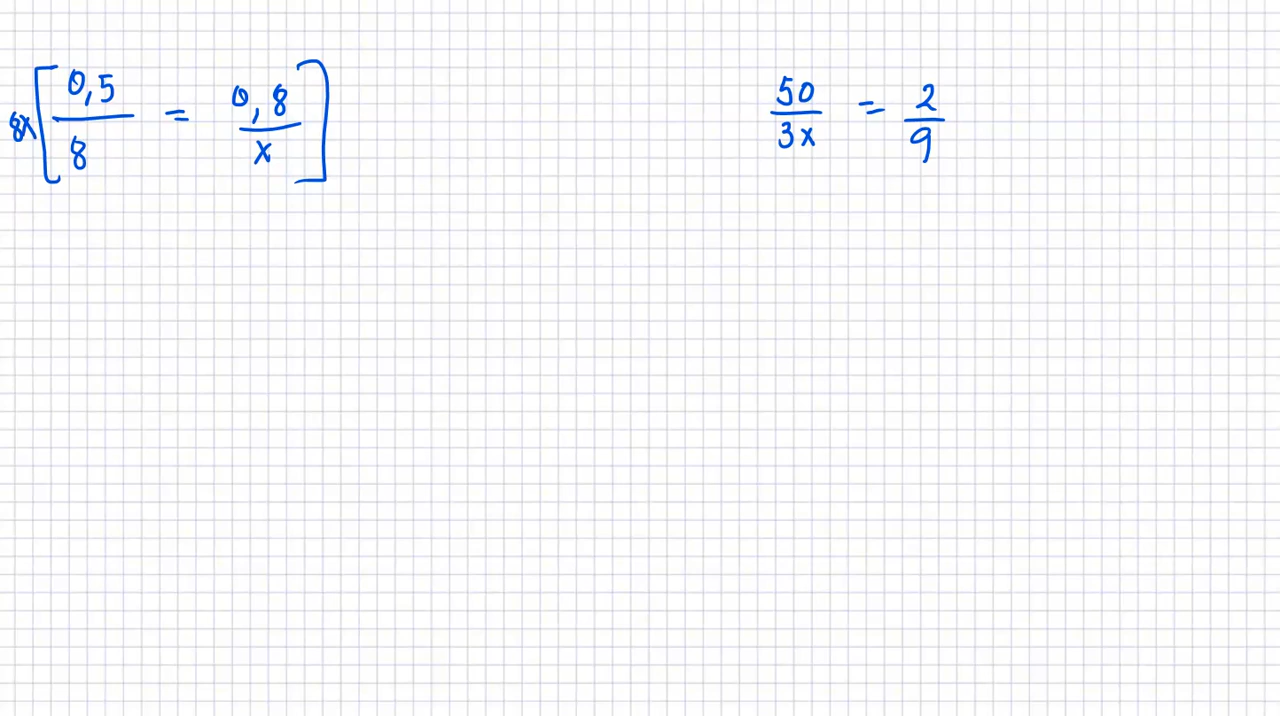 8x [ 0,5/8 = 0,8/x ]
50/3x = 2/9